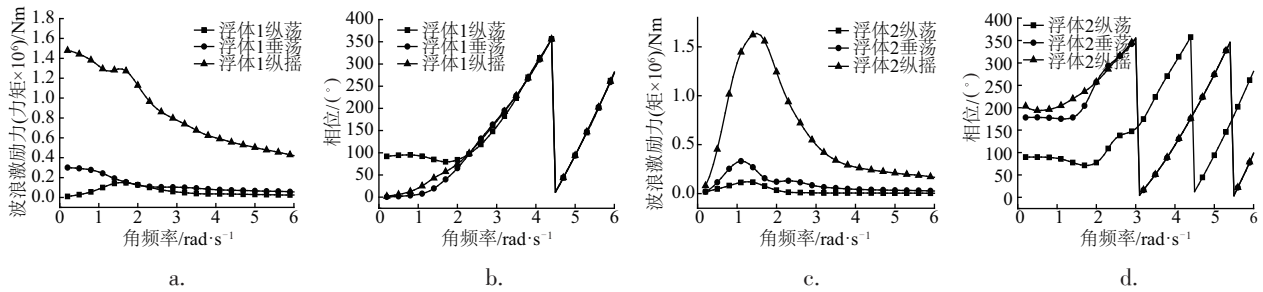 波浪激励力(力矩×10⁶)/Nm
1.8
1.6
1.4
1.2
1.0
1.8
1.6
0.4
0.2
0.0
浮体1纵荡
浮体1垂荡
浮体1纵摇
0 1 2 3 4 5 6
角频率/rad·s⁻¹
a.
相位/(°)
400
350
300
250
200
150
100
50
0
浮体1纵荡
浮体1垂荡
浮体1纵摇
0 1 2 3 4 5 6
角频率/rad·s⁻¹
b.
波浪激励力(矩×10⁶)/Nm
1.5
1.0
0.5
0.0
浮体2纵荡
浮体2垂荡
浮体2纵摇
0 1 2 3 4 5 6
角频率/rad·s⁻¹
c.
相位/(°)
400
350
300
250
200
150
100
50
0
浮体2纵荡
浮体2垂荡
浮体2纵摇
0 1 2 3 4 5 6
角频率/rad·s⁻¹
d.